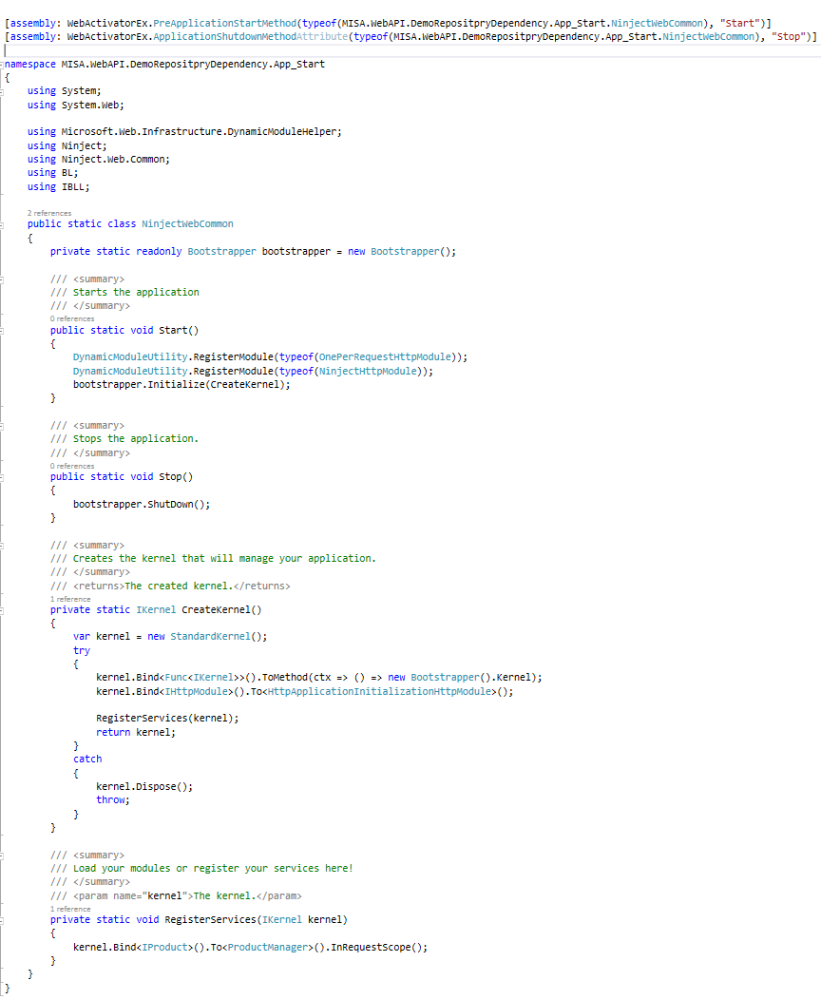 [assembly: WebActivatorEx.PreApplicationStartMethod(typeof(MISA.WebAPI.DemoRepositpryDependency.App_Start.NinjectWebCommon), "Start")]
[assembly: WebActivatorEx.ApplicationShutdownMethodAttribute(typeof(MISA.WebAPI.DemoRepositpryDependency.App_Start.NinjectWebCommon), "Stop")]
namespace MISA.WebAPI.DemoRepositpryDependency.App_Start
{
    using System;
    using System.Web;
    using Microsoft.Web.Infrastructure.DynamicModuleHelper;
    using Ninject;
    using Ninject.Web.Common;
    using BL;
    using IBLL;
    2 references
    public static class NinjectWebCommon
    {
        private static readonly Bootstrapper bootstrapper = new Bootstrapper();
        /// <summary>
        /// Starts the application
        /// </summary>
        0 references
        public static void Start()
        {
            DynamicModuleUtility.RegisterModule(typeof(OnePerRequestHttpModule));
            DynamicModuleUtility.RegisterModule(typeof(NinjectHttpModule));
            bootstrapper.Initialize(CreateKernel);
        }
        /// <summary>
        /// Stops the application.
        /// </summary>
        0 references
        public static void Stop()
        {
            bootstrapper.ShutDown();
        }
        /// <summary>
        /// Creates the kernel that will manage your application.
        /// </summary>
        /// <returns>The created kernel.</returns>
        1 reference
        private static IKernel CreateKernel()
        {
            var kernel = new StandardKernel();
            try
            {
                kernel.Bind<Func<IKernel>>().ToMethod(ctx => () => new Bootstrapper().Kernel);
                kernel.Bind<IHttpModule>().To<HttpApplicationInitializationHttpModule>();
                RegisterServices(kernel);
                return kernel;
            }
            catch
            {
                kernel.Dispose();
                throw;
            }
        }
        /// <summary>
        /// Load your modules or register your services here!
        /// </summary>
        /// <param name="kernel">The kernel.</param>
        1 reference
        private static void RegisterServices(IKernel kernel)
        {
            kernel.Bind<IProduct>().To<ProductManager>().InRequestScope();
        }
    }
}